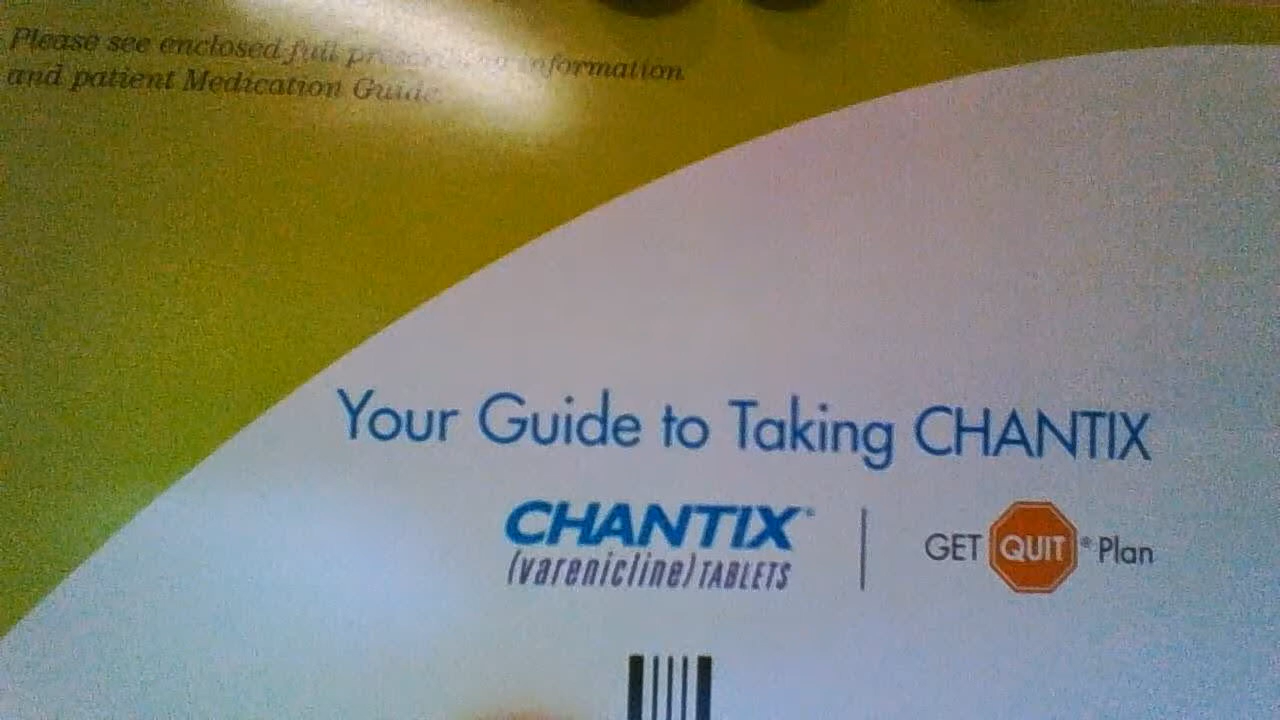 Please see enclosed full prescribing information
and patient Medication Guide.
Your Guide to Taking CHANTIX
CHANTIX®
(varenicline) TABLETS
GET QUIT® Plan